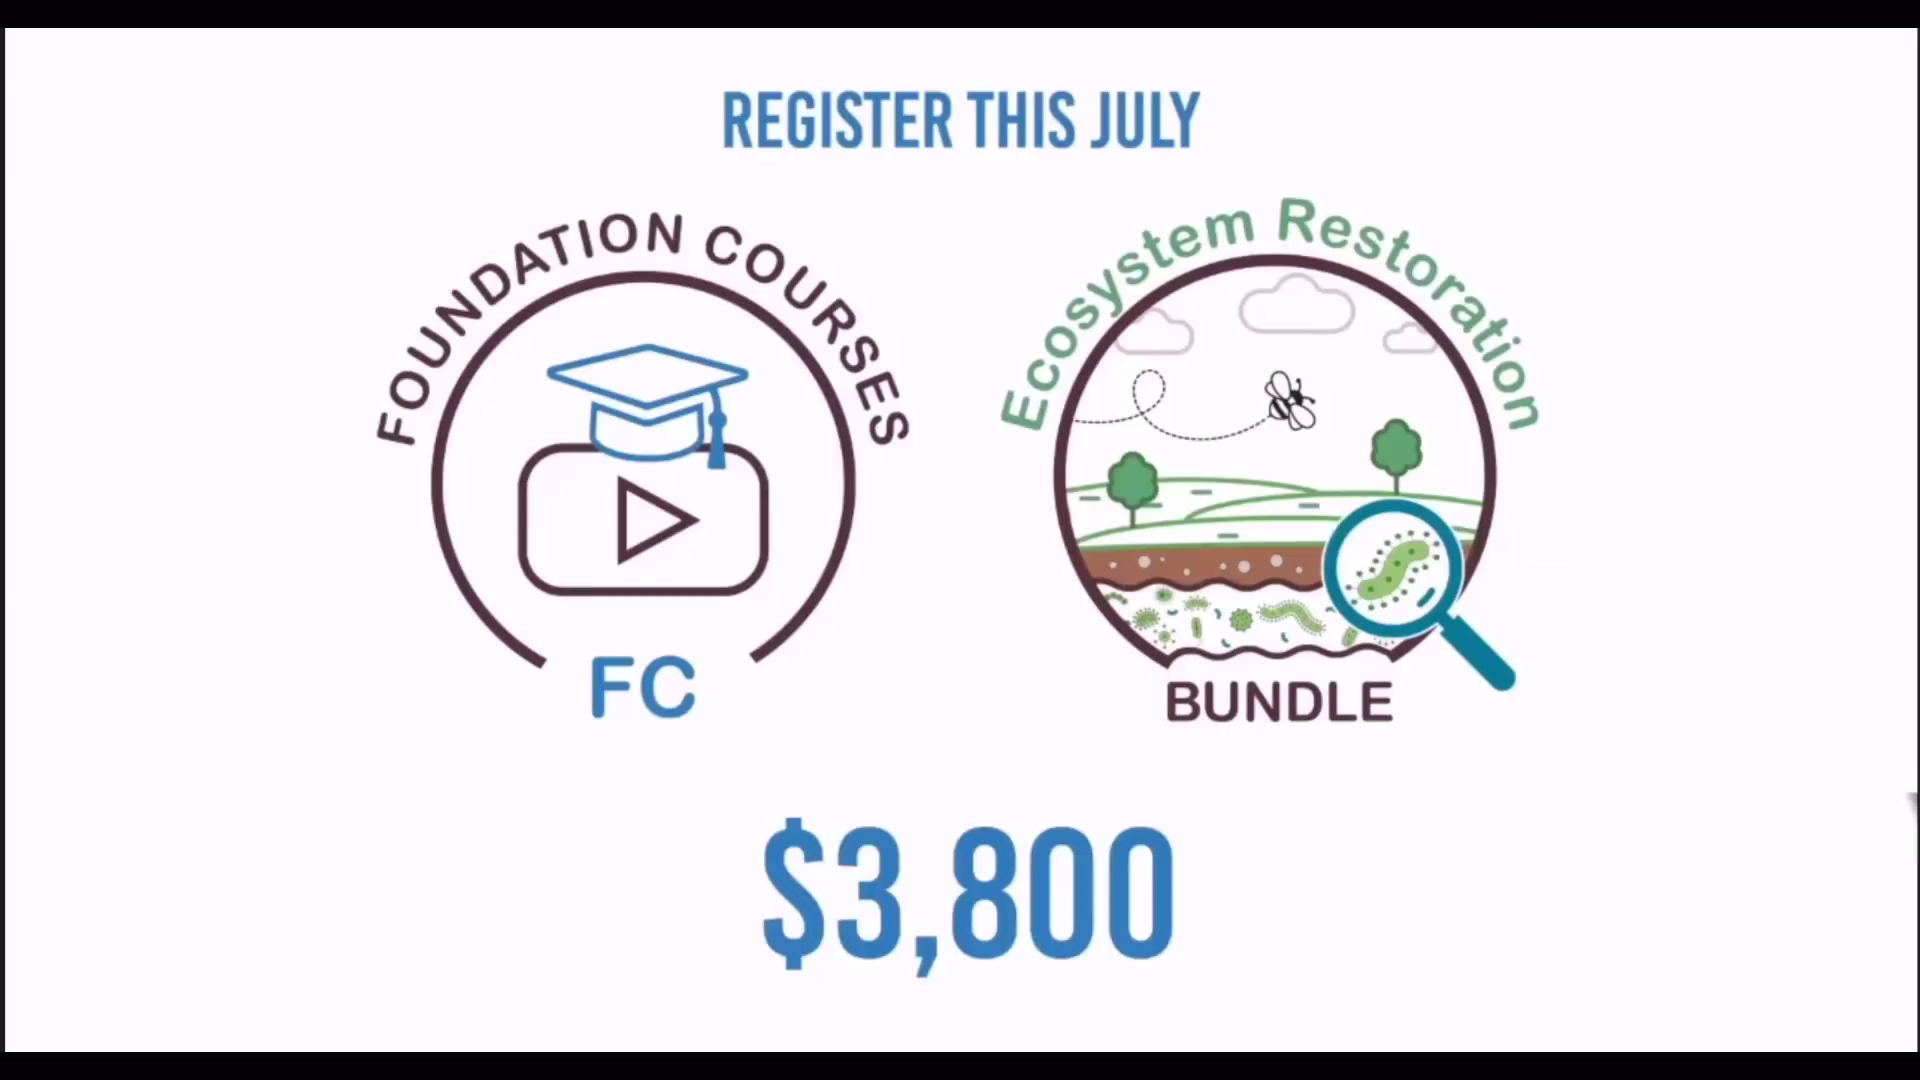 REGISTER THIS JULY
FOUNDATION COURSES
FC
Ecosystem Restoration
BUNDLE
$3,800